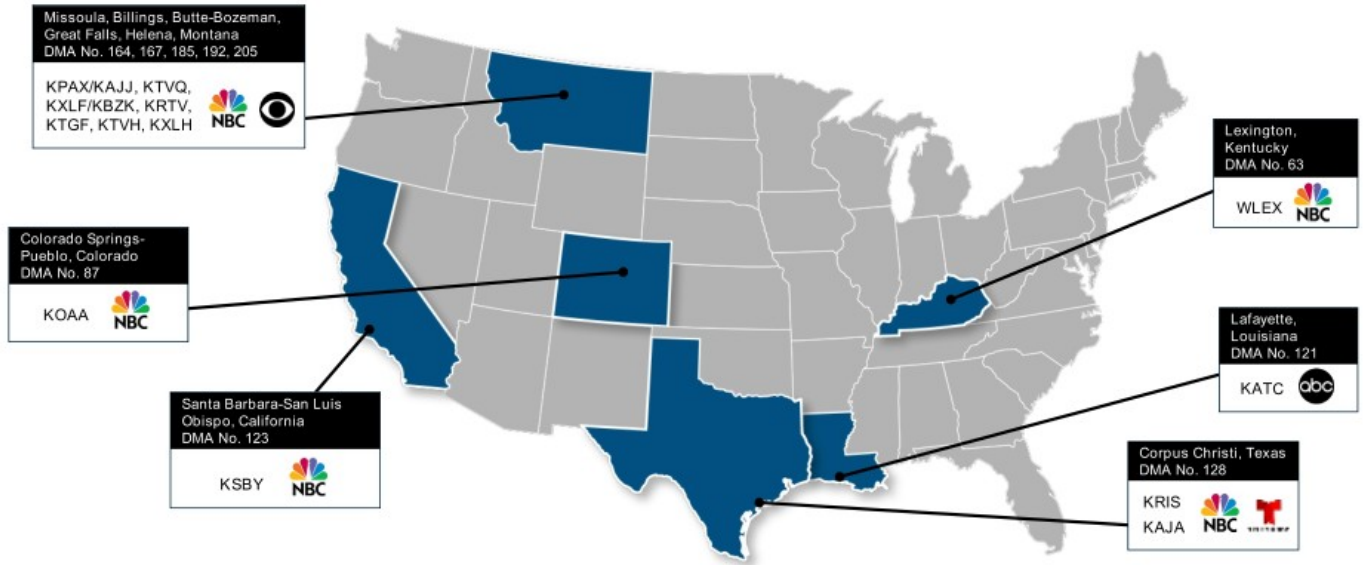 Missoula, Billings, Butte-Bozeman,
Great Falls, Helena, Montana
DMA No. 164, 167, 185, 192, 205
KPAX/KAJJ, KTVQ,
KXLF/KBZK, KRTV,
KTGF, KTVH, KXLH
NBC
Colorado Springs-
Pueblo, Colorado
DMA No. 87
KOAA
NBC
Santa Barbara-San Luis
Obispo, California
DMA No. 123
KSBY
NBC
Lexington,
Kentucky
DMA No. 63
WLEX
NBC
Lafayette,
Louisiana
DMA No. 121
KATC
abc
Corpus Christi, Texas
DMA No. 128
KRIS
KAJA
NBC